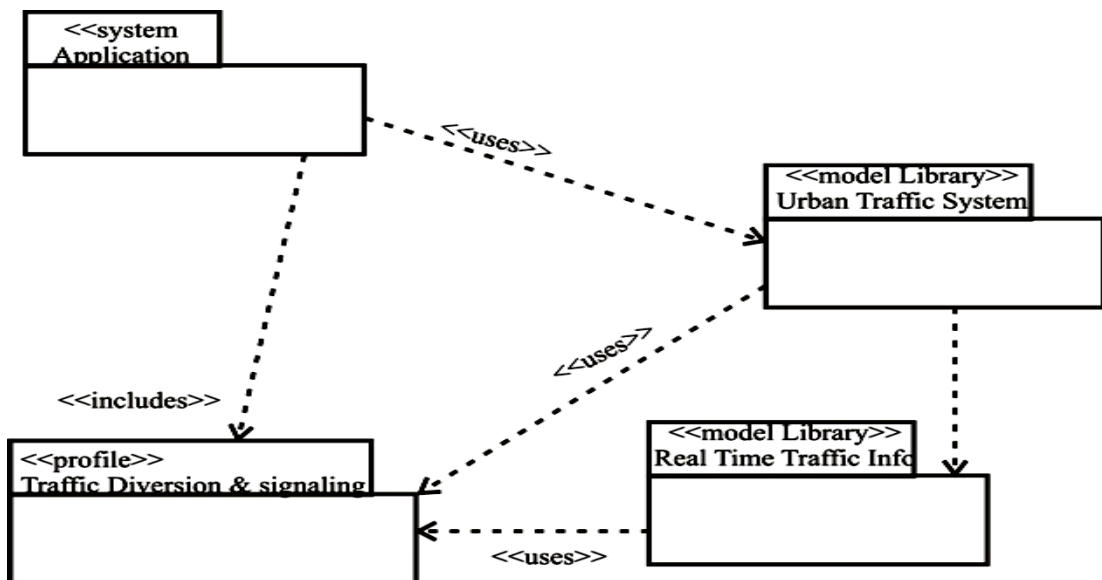 <<system
Application
<<uses>>
<<model Library>>
Urban Traffic System
<<uses>>
<<includes>>
<<model Library>>
Real Time Traffic Info
<<profile>>
Traffic Diversion & signaling
<<uses>>